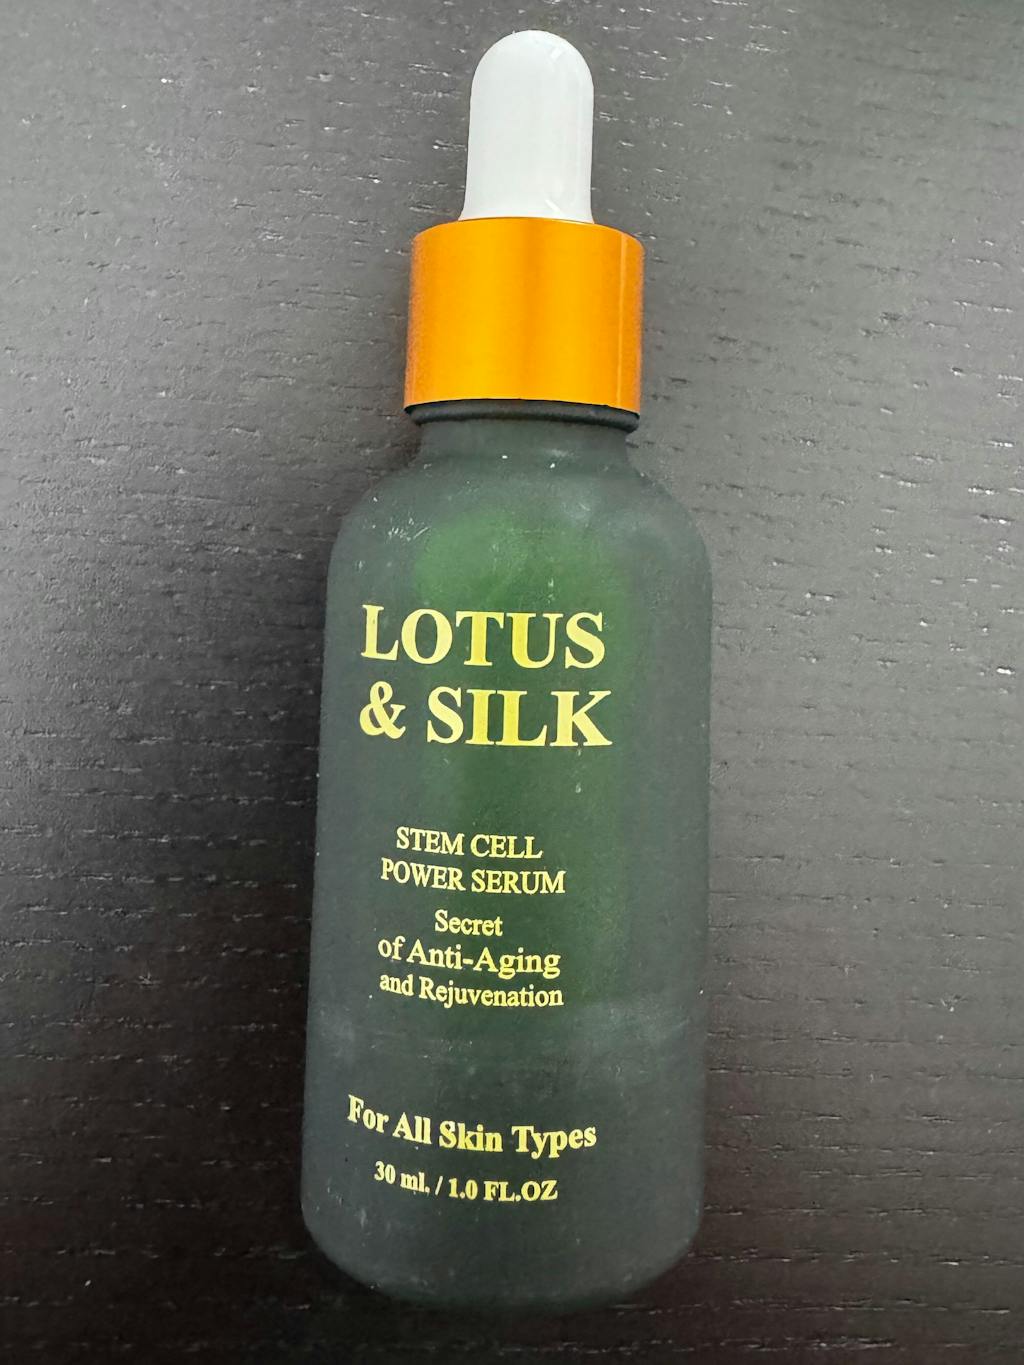 LOTUS
& SILK
STEM CELL
POWER SERUM
Secret
of Anti-Aging
and Rejuvenation
For All Skin Types
30 ml. / 1.0 FL.OZ